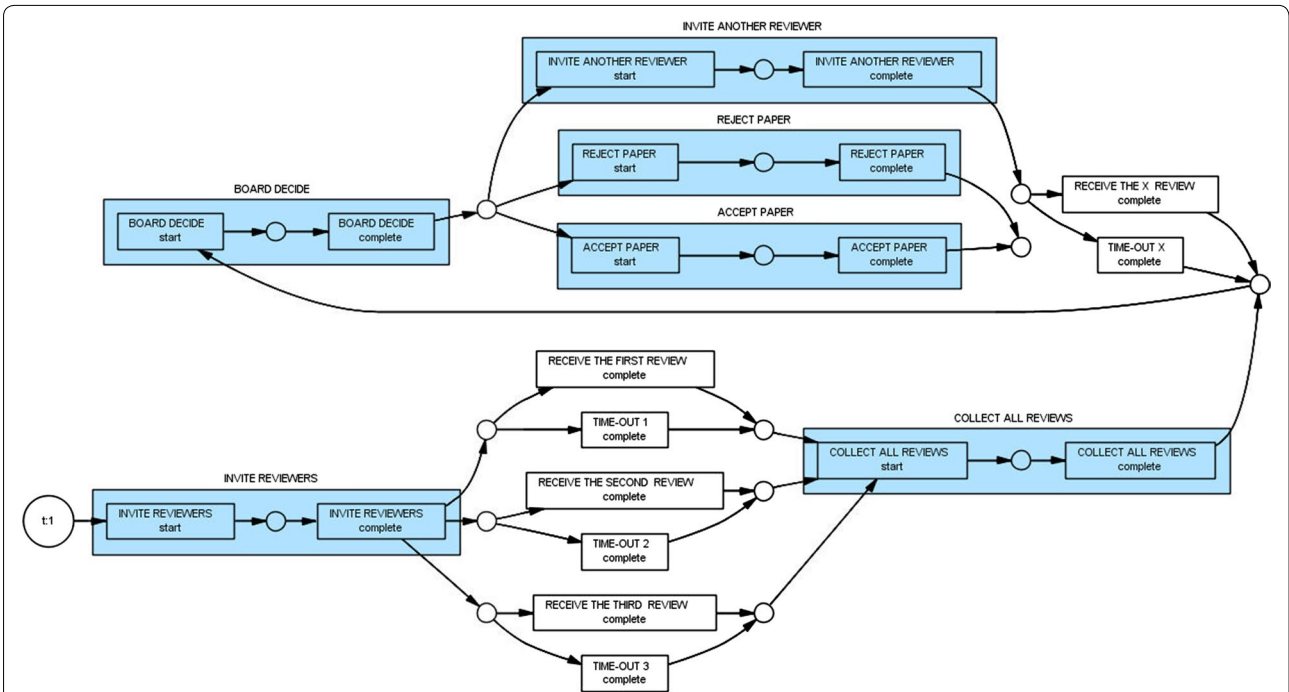 INVITE ANOTHER REVIEWER
INVITE ANOTHER REVIEWER
start
INVITE ANOTHER REVIEWER
complete
REJECT PAPER
REJECT PAPER
start
REJECT PAPER
complete
RECEIVE THE X REVIEW
complete
BOARD DECIDE
BOARD DECIDE
start
BOARD DECIDE
complete
ACCEPT PAPER
ACCEPT PAPER
start
ACCEPT PAPER
complete
TIME-OUT X
complete
RECEIVE THE FIRST REVIEW
complete
TIME-OUT 1
complete
COLLECT ALL REVIEWS
COLLECT ALL REVIEWS
start
COLLECT ALL REVIEWS
complete
INVITE REVIEWERS
RECEIVE THE SECOND REVIEW
complete
t:1
INVITE REVIEWERS
start
INVITE REVIEWERS
complete
TIME-OUT 2
complete
RECEIVE THE THIRD REVIEW
complete
TIME-OUT 3
complete